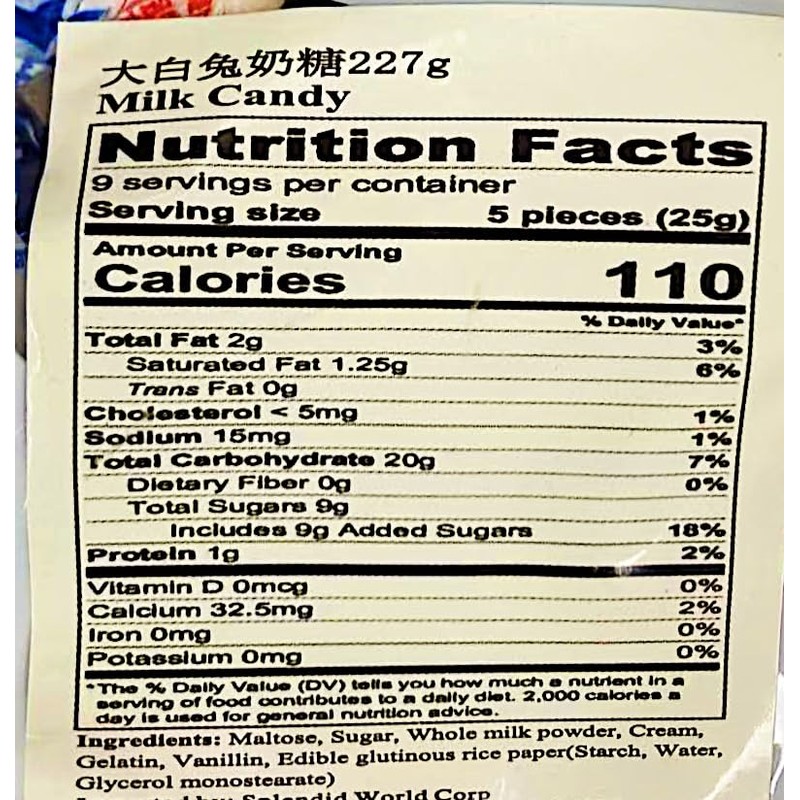 大白兔奶糖227g
Milk Candy
Nutrition Facts
9 servings per container
Serving size 5 pieces (25g)
Amount Per Serving
Calories 110
% Daily Value*
Total Fat 2g 3%
Saturated Fat 1.25g 6%
Trans Fat 0g
Cholesterol < 5mg 1%
Sodium 15mg 1%
Total Carbohydrate 20g 7%
Dietary Fiber 0g 0%
Total Sugars 9g
Includes 9g Added Sugars 18%
Protein 1g 2%
Vitamin D 0mcg 0%
Calcium 32.5mg 2%
Iron 0mg 0%
Potassium 0mg 0%
*The % Daily Value (DV) tells you how much a nutrient in a
serving of food contributes to a daily diet. 2,000 calories a
day is used for general nutrition advice.
Ingredients: Maltose, Sugar, Whole milk powder, Cream,
Gelatin, Vanillin, Edible glutinous rice paper(Starch, Water,
Glycerol monostearate)
Splendid World Corp